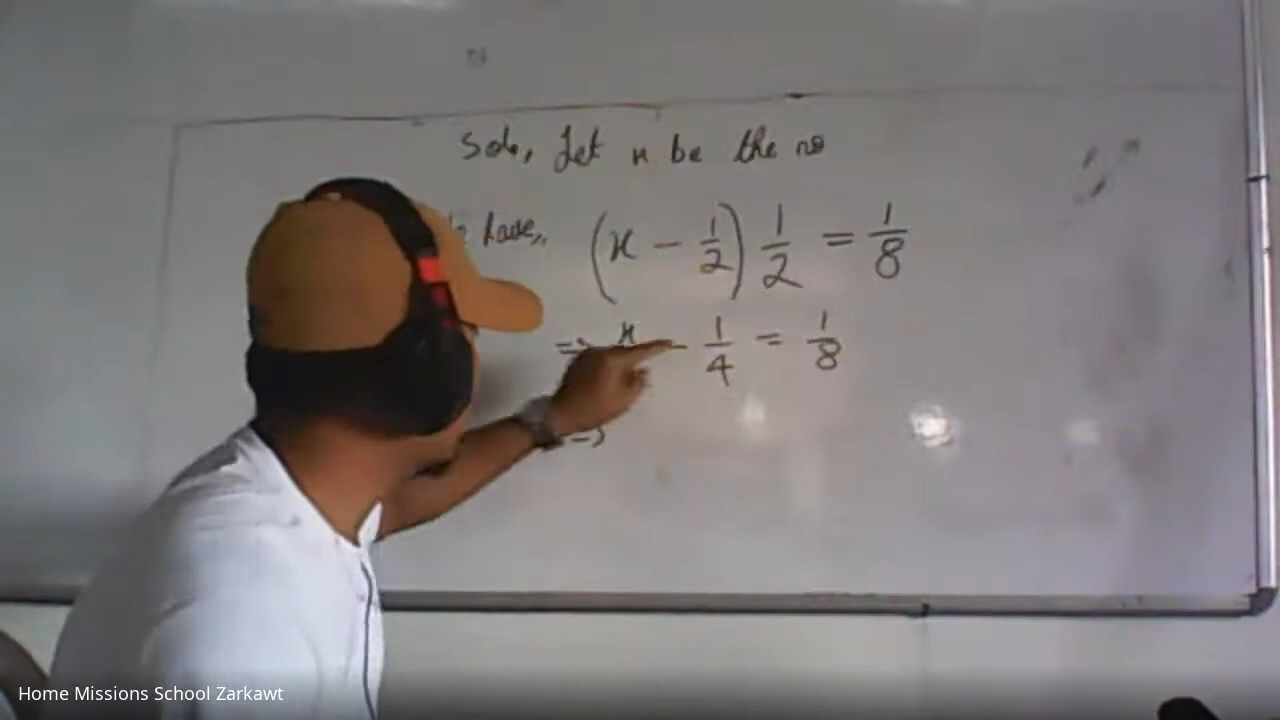 Soln, Let x be the no
have,, (x - 1/2) 1/2 = 1/8
=> x - 1/4 = 1/8
=>
Home Missions School Zarkawt